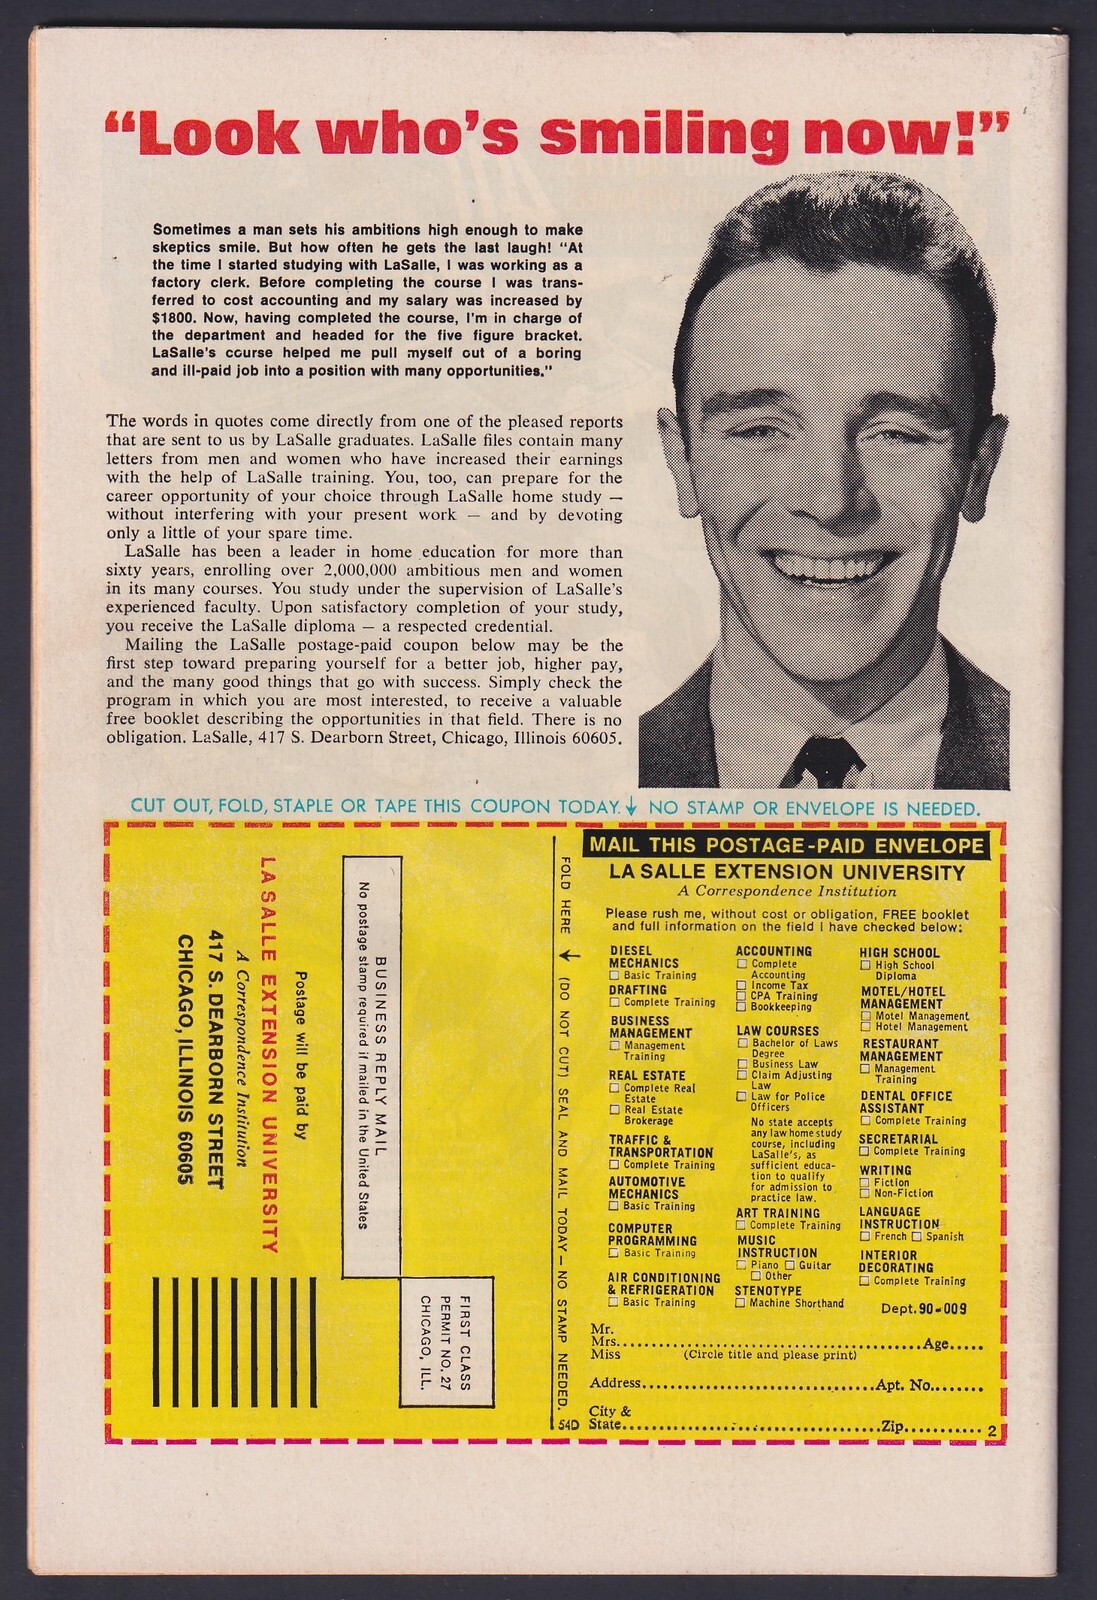 “Look who's smiling now!”
Sometimes a man sets his ambitions high enough to make
skeptics smile. But how often he gets the last laugh! “At
the time I started studying with LaSalle, I was working as a
factory clerk. Before completing the course I was trans-
ferred to cost accounting and my salary was increased by
$1800. Now, having completed the course, I'm in charge of
the department and headed for the five figure bracket.
LaSalle's course helped me pull myself out of a boring
and ill-paid job into a position with many opportunities.”
The words in quotes come directly from one of the pleased reports
that are sent to us by LaSalle graduates. LaSalle files contain many
letters from men and women who have increased their earnings
with the help of LaSalle training. You, too, can prepare for the
career opportunity of your choice through LaSalle home study —
without interfering with your present work — and by devoting
only a little of your spare time.
LaSalle has been a leader in home education for more than
sixty years, enrolling over 2,000,000 ambitious men and women
in its many courses. You study under the supervision of LaSalle's
experienced faculty. Upon satisfactory completion of your study,
you receive the LaSalle diploma — a respected credential.
Mailing the LaSalle postage-paid coupon below may be the
first step toward preparing yourself for a better job, higher pay,
and the many good things that go with success. Simply check the
program in which you are most interested, to receive a valuable
free booklet describing the opportunities in that field. There is no
obligation. LaSalle, 417 S. Dearborn Street, Chicago, Illinois 60605.
CUT OUT, FOLD, STAPLE OR TAPE THIS COUPON TODAY. ↓ NO STAMP OR ENVELOPE IS NEEDED.
FIRST CLASS
PERMIT NO. 27
CHICAGO, ILL.
BUSINESS REPLY MAIL
No postage stamp required if mailed in the United States
Postage will be paid by
LA SALLE EXTENSION UNIVERSITY
A Correspondence Institution
417 S. DEARBORN STREET
CHICAGO, ILLINOIS 60605
FOLD HERE ↓ (DO NOT CUT) SEAL AND MAIL TODAY — NO STAMP NEEDED.
MAIL THIS POSTAGE-PAID ENVELOPE
LA SALLE EXTENSION UNIVERSITY
A Correspondence Institution
Please rush me, without cost or obligation, FREE booklet
and full information on the field I have checked below:
DIESEL
MECHANICS
☐ Basic Training
DRAFTING
☐ Complete Training
BUSINESS
MANAGEMENT
☐ Management
Training
REAL ESTATE
☐ Complete Real
Estate
☐ Real Estate
Brokerage
TRAFFIC &
TRANSPORTATION
☐ Complete Training
AUTOMOTIVE
MECHANICS
☐ Basic Training
COMPUTER
PROGRAMMING
☐ Basic Training
AIR CONDITIONING
& REFRIGERATION
☐ Basic Training
ACCOUNTING
☐ Complete
Accounting
☐ Income Tax
☐ CPA Training
☐ Bookkeeping
LAW COURSES
☐ Bachelor of Laws
Degree
☐ Business Law
☐ Claim Adjusting
Law
☐ Law for Police
Officers
No state accepts
any law home study
course, including
LaSalle's, as
sufficient educa-
tion to qualify
for admission to
practice law.
ART TRAINING
☐ Complete Training
MUSIC
INSTRUCTION
☐ Piano ☐ Guitar
☐ Other
STENOTYPE
☐ Machine Shorthand
HIGH SCHOOL
☐ High School
Diploma
MOTEL/HOTEL
MANAGEMENT
☐ Motel Management
☐ Hotel Management
RESTAURANT
MANAGEMENT
☐ Management
Training
DENTAL OFFICE
ASSISTANT
☐ Complete Training
SECRETARIAL
☐ Complete Training
WRITING
☐ Fiction
☐ Non-Fiction
LANGUAGE
INSTRUCTION
☐ French ☐ Spanish
INTERIOR
DECORATING
☐ Complete Training
Dept. 90-009
Mr.
Mrs. Age
Miss (Circle title and please print)
Address Apt. No.
City &
54D State Zip 2